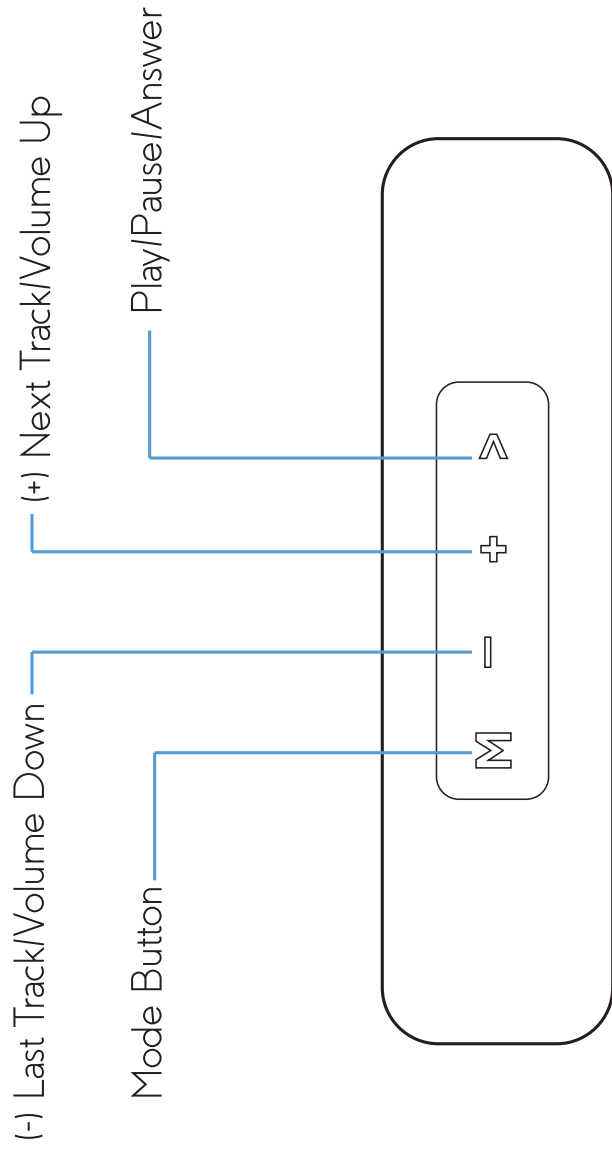 (-) Last Track/Volume Down
(+) Next Track/Volume Up
Mode Button
Play/Pause/Answer
M - + >